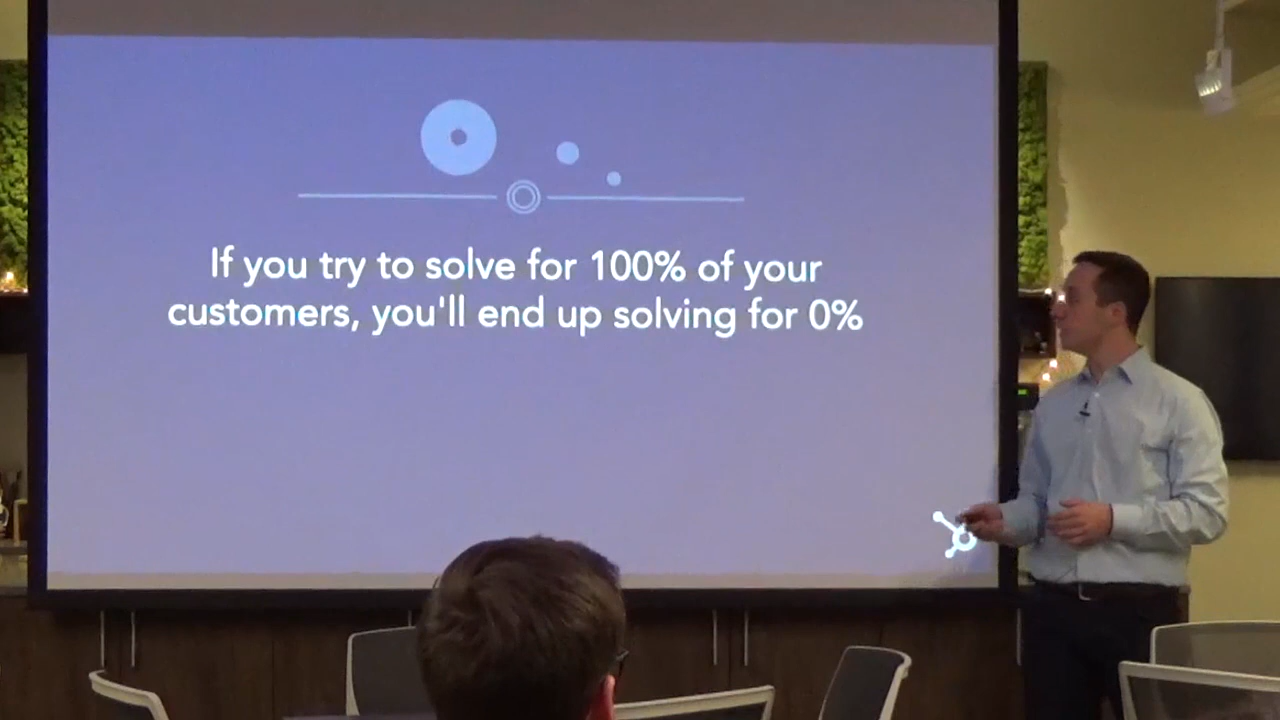 If you try to solve for 100% of your
customers, you'll end up solving for 0%